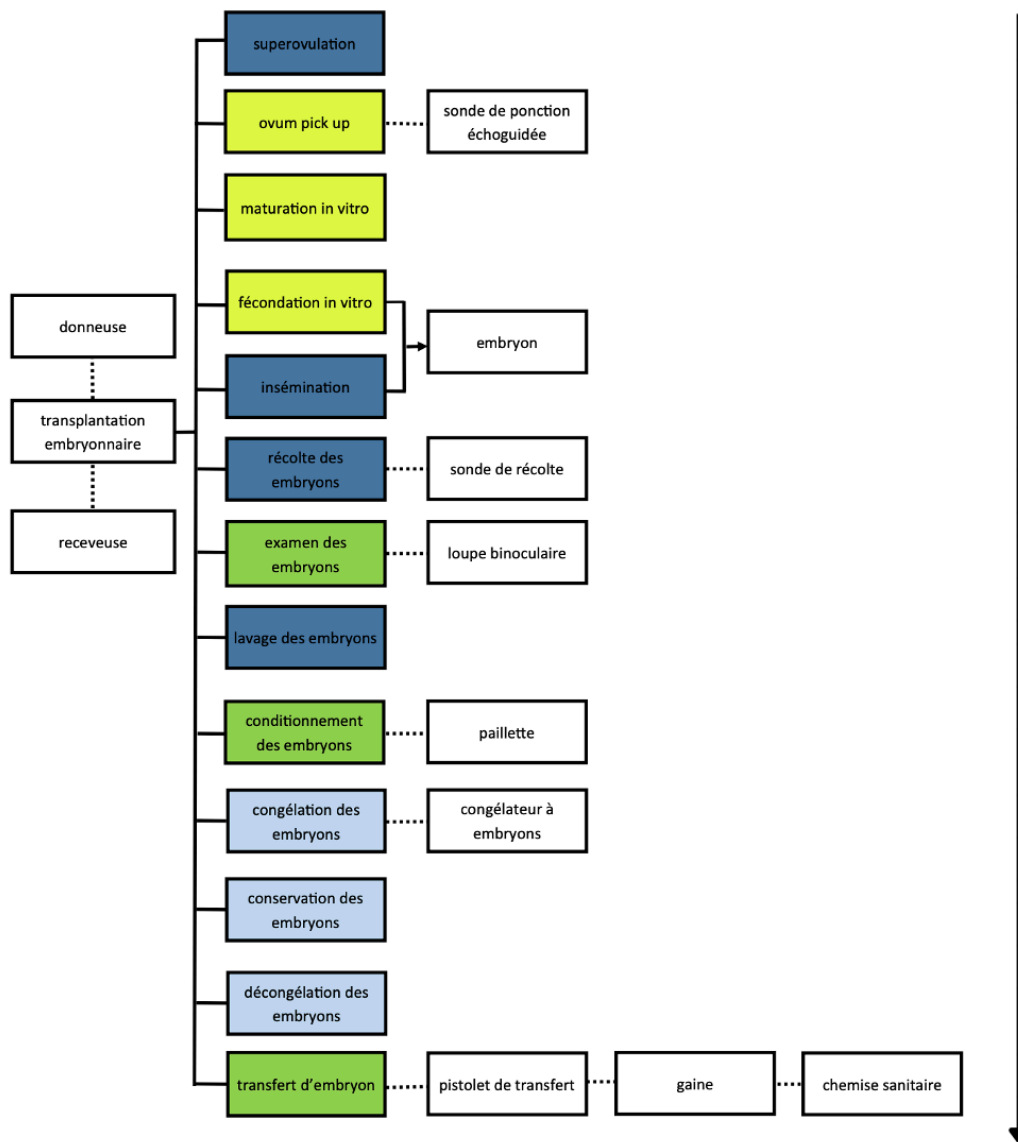 superovulation
ovum pick up
sonde de ponction
échoguidée
maturation in vitro
fécondation in vitro
donneuse
embryon
insémination
transplantation
embryonnaire
récolte des
embryons
sonde de récolte
receveuse
examen des
embryons
loupe binoculaire
lavage des embryons
conditionnement
des embryons
paillette
congélation des
embryons
congélateur à
embryons
conservation des
embryons
décongélation des
embryons
transfert d’embryon
pistolet de transfert
gaine
chemise sanitaire